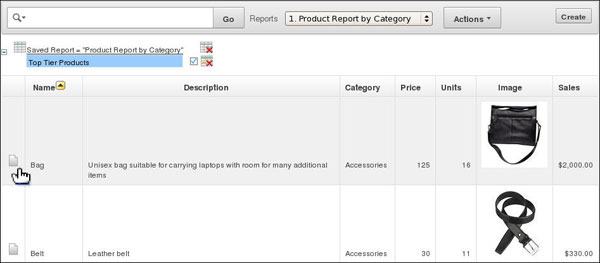 Go Reports 1. Product Report by Category Actions Create
Saved Report = "Product Report by Category"
Top Tier Products
Name Description Category Price Units Image Sales
Bag Unisex bag suitable for carrying laptops with room for many additional items Accessories 125 16 $2,000.00
Belt Leather belt Accessories 30 11 $330.00